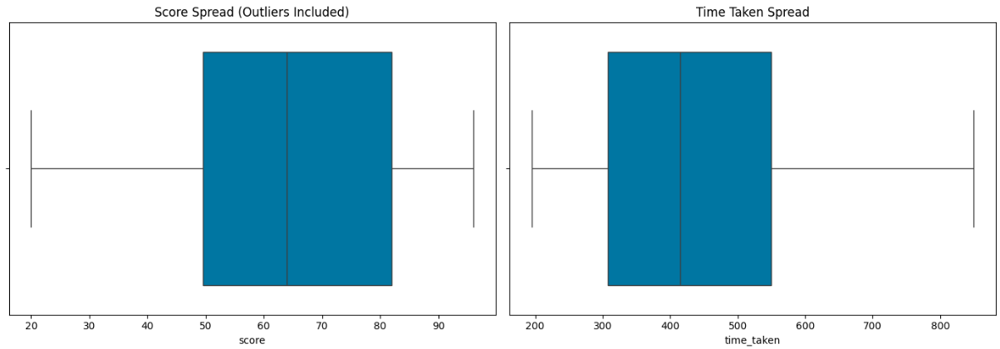 Score Spread (Outliers Included)
20 30 40 50 60 70 80 90
score
Time Taken Spread
200 300 400 500 600 700 800
time_taken